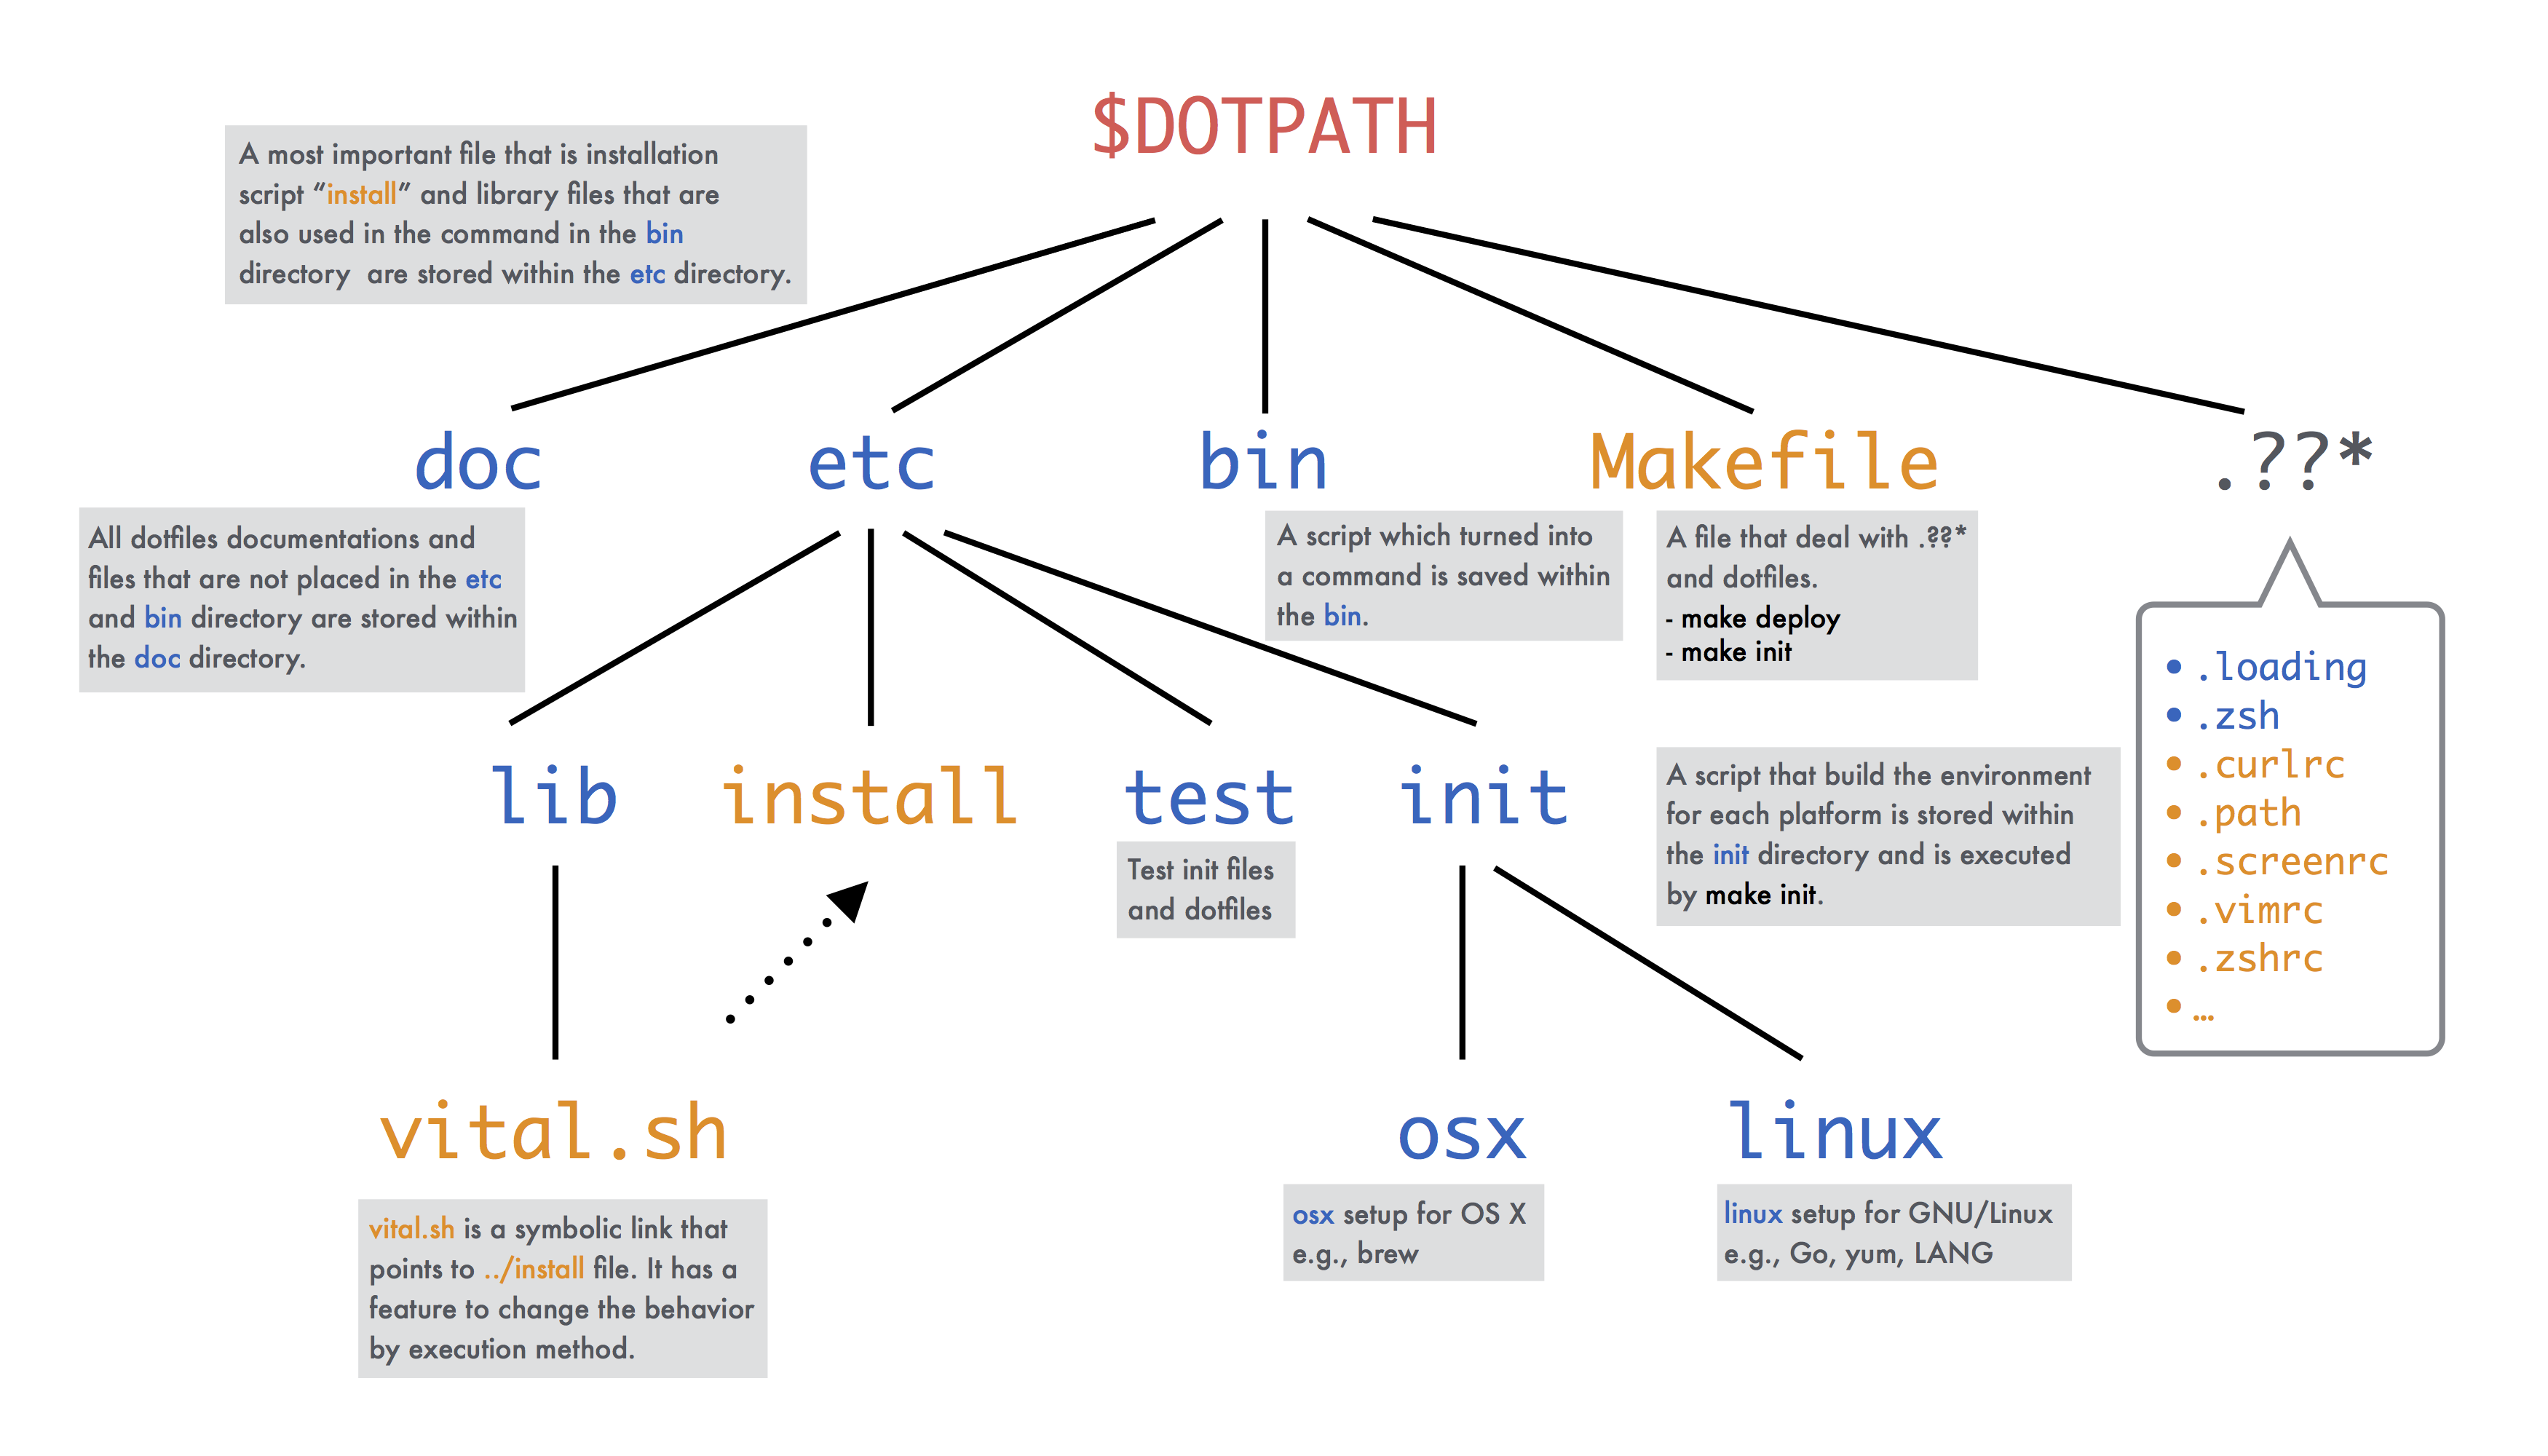 $DOTPATH
A most important file that is installation
script “install” and library files that are
also used in the command in the bin
directory  are stored within the etc directory.
doc
etc
bin
Makefile
.??*
All dotfiles documentations and
files that are not placed in the etc
and bin directory are stored within
the doc directory.
A script which turned into
a command is saved within
the bin.
A file that deal with .??*
and dotfiles.
- make deploy
- make init
• .loading
• .zsh
• .curlrc
• .path
• .screenrc
• .vimrc
• .zshrc
• …
lib
install
test
init
Test init files
and dotfiles
A script that build the environment
for each platform is stored within
the init directory and is executed
by make init.
vital.sh
osx
linux
vital.sh is a symbolic link that
points to ../install file. It has a
feature to change the behavior
by execution method.
osx setup for OS X
e.g., brew
linux setup for GNU/Linux
e.g., Go, yum, LANG